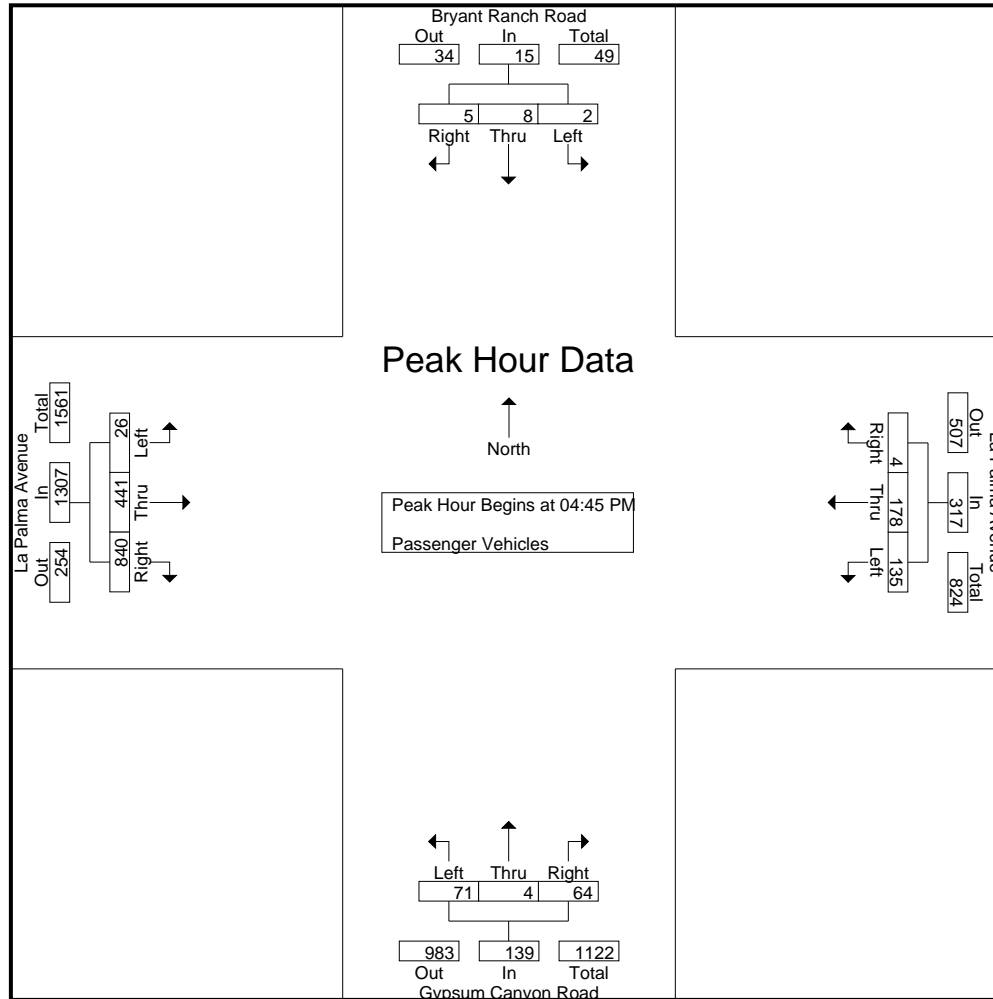 Bryant Ranch Road
Out In Total
34 15 49
5 8 2
Right Thru Left
Peak Hour Data
North
Peak Hour Begins at 04:45 PM
Passenger Vehicles
La Palma Avenue
Out In Total
254 1307 1561
840 441 26
Right Thru Left
La Palma Avenue
Out In Total
507 317 824
4 178 135
Right Thru Left
Left Thru Right
71 4 64
983 139 1122
Out In Total
Gypsum Canyon Road